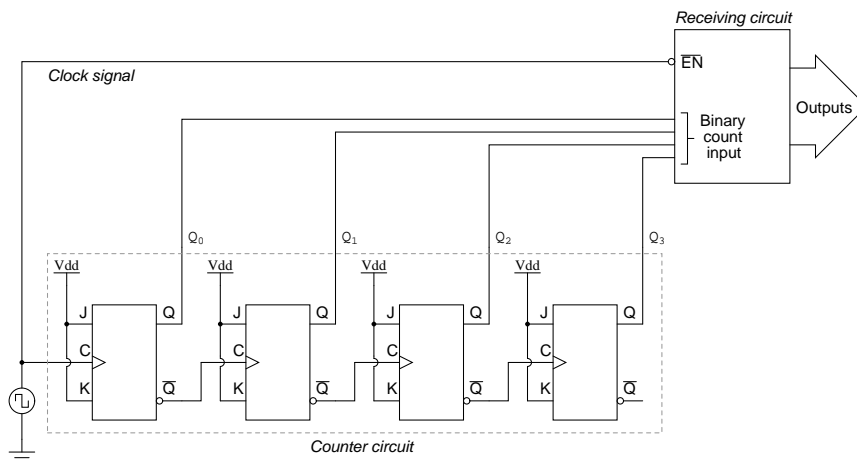 Receiving circuit
Clock signal
EN
Binary
count
input
Outputs
Q0 Q1 Q2 Q3
Vdd Vdd Vdd Vdd
J Q J Q J Q J Q
C C C C
K Q K Q K Q K Q
Counter circuit